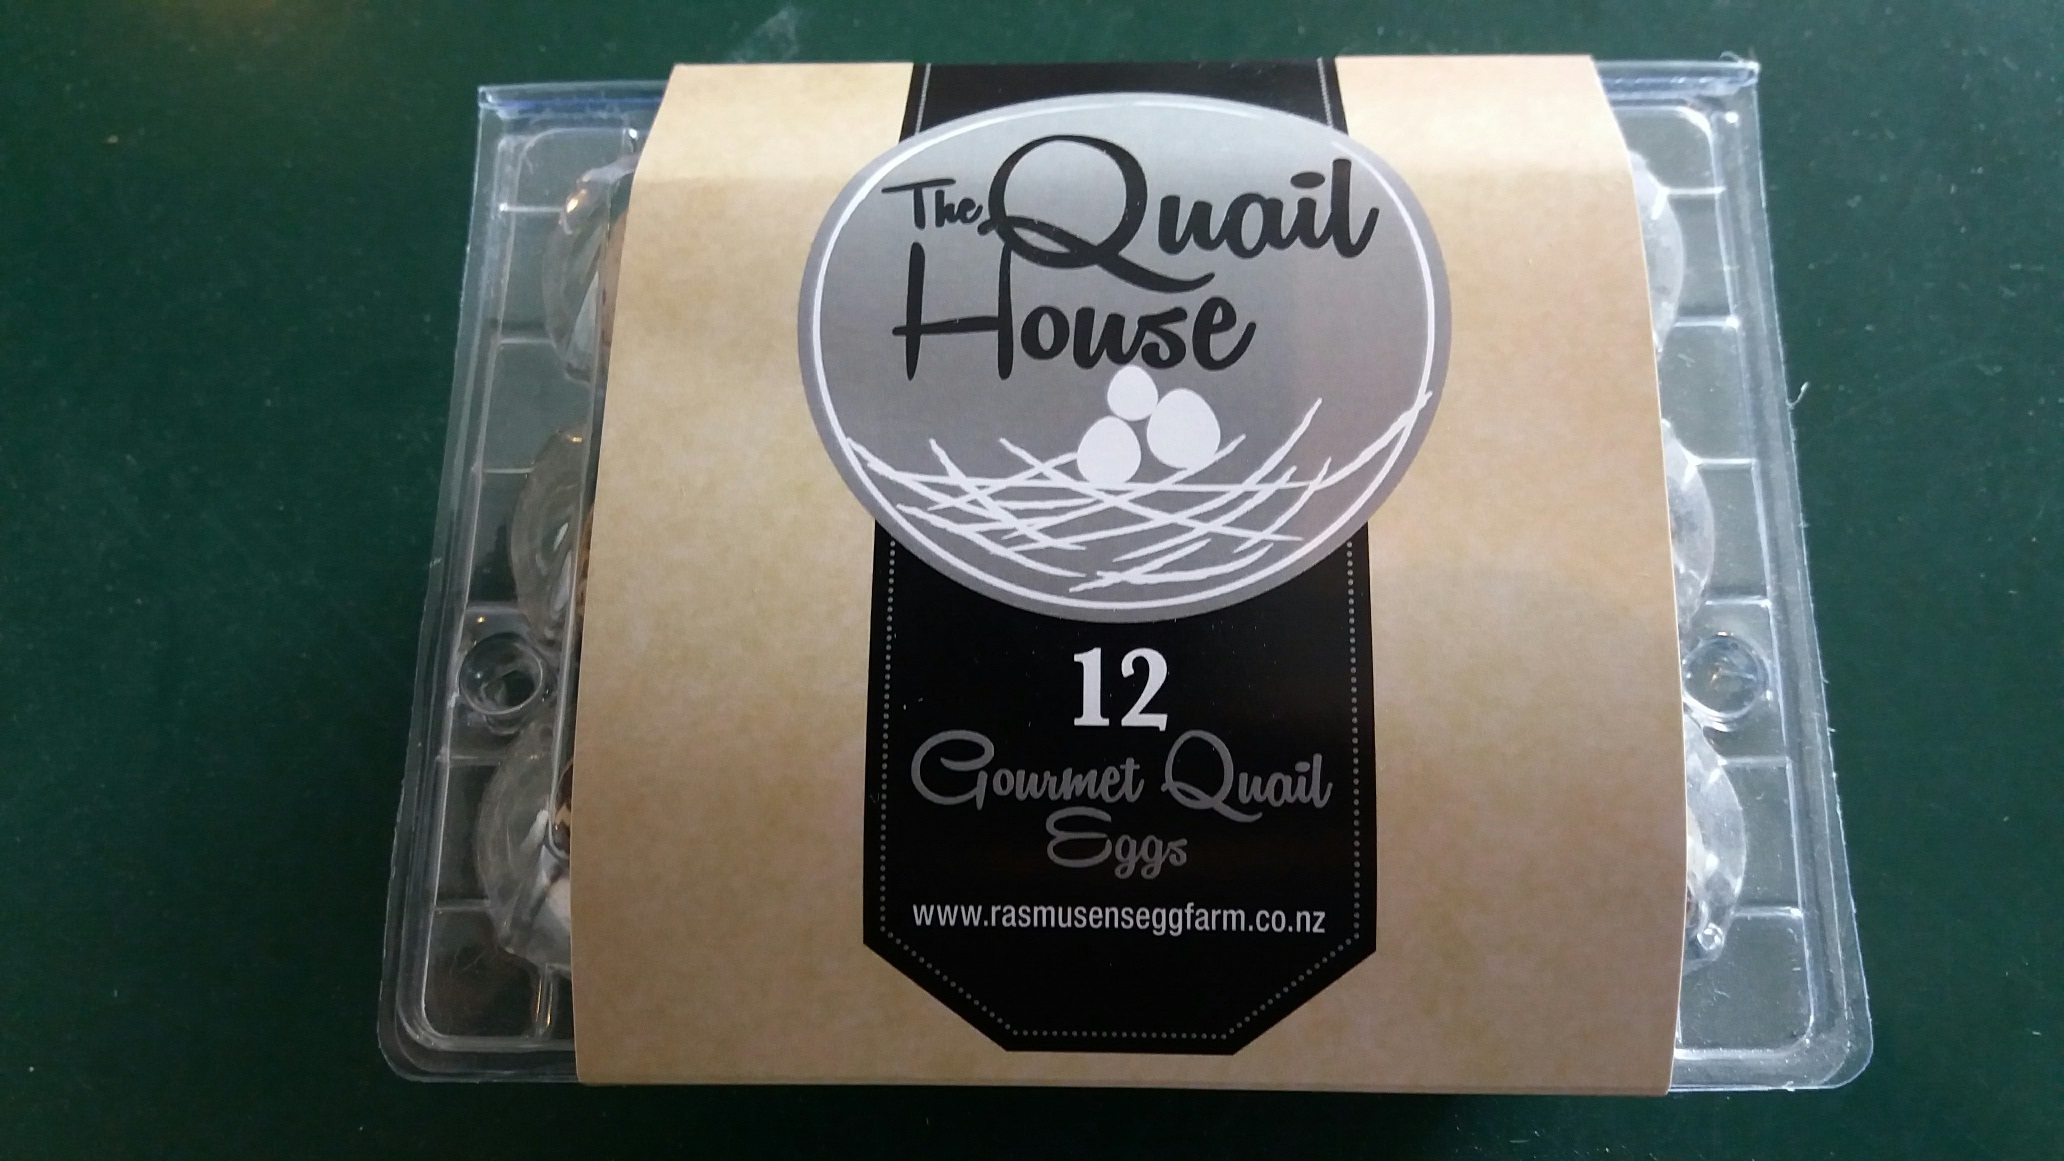 The Quail
House
12
Gourmet Quail
Eggs
www.rasmusenseggfarm.co.nz